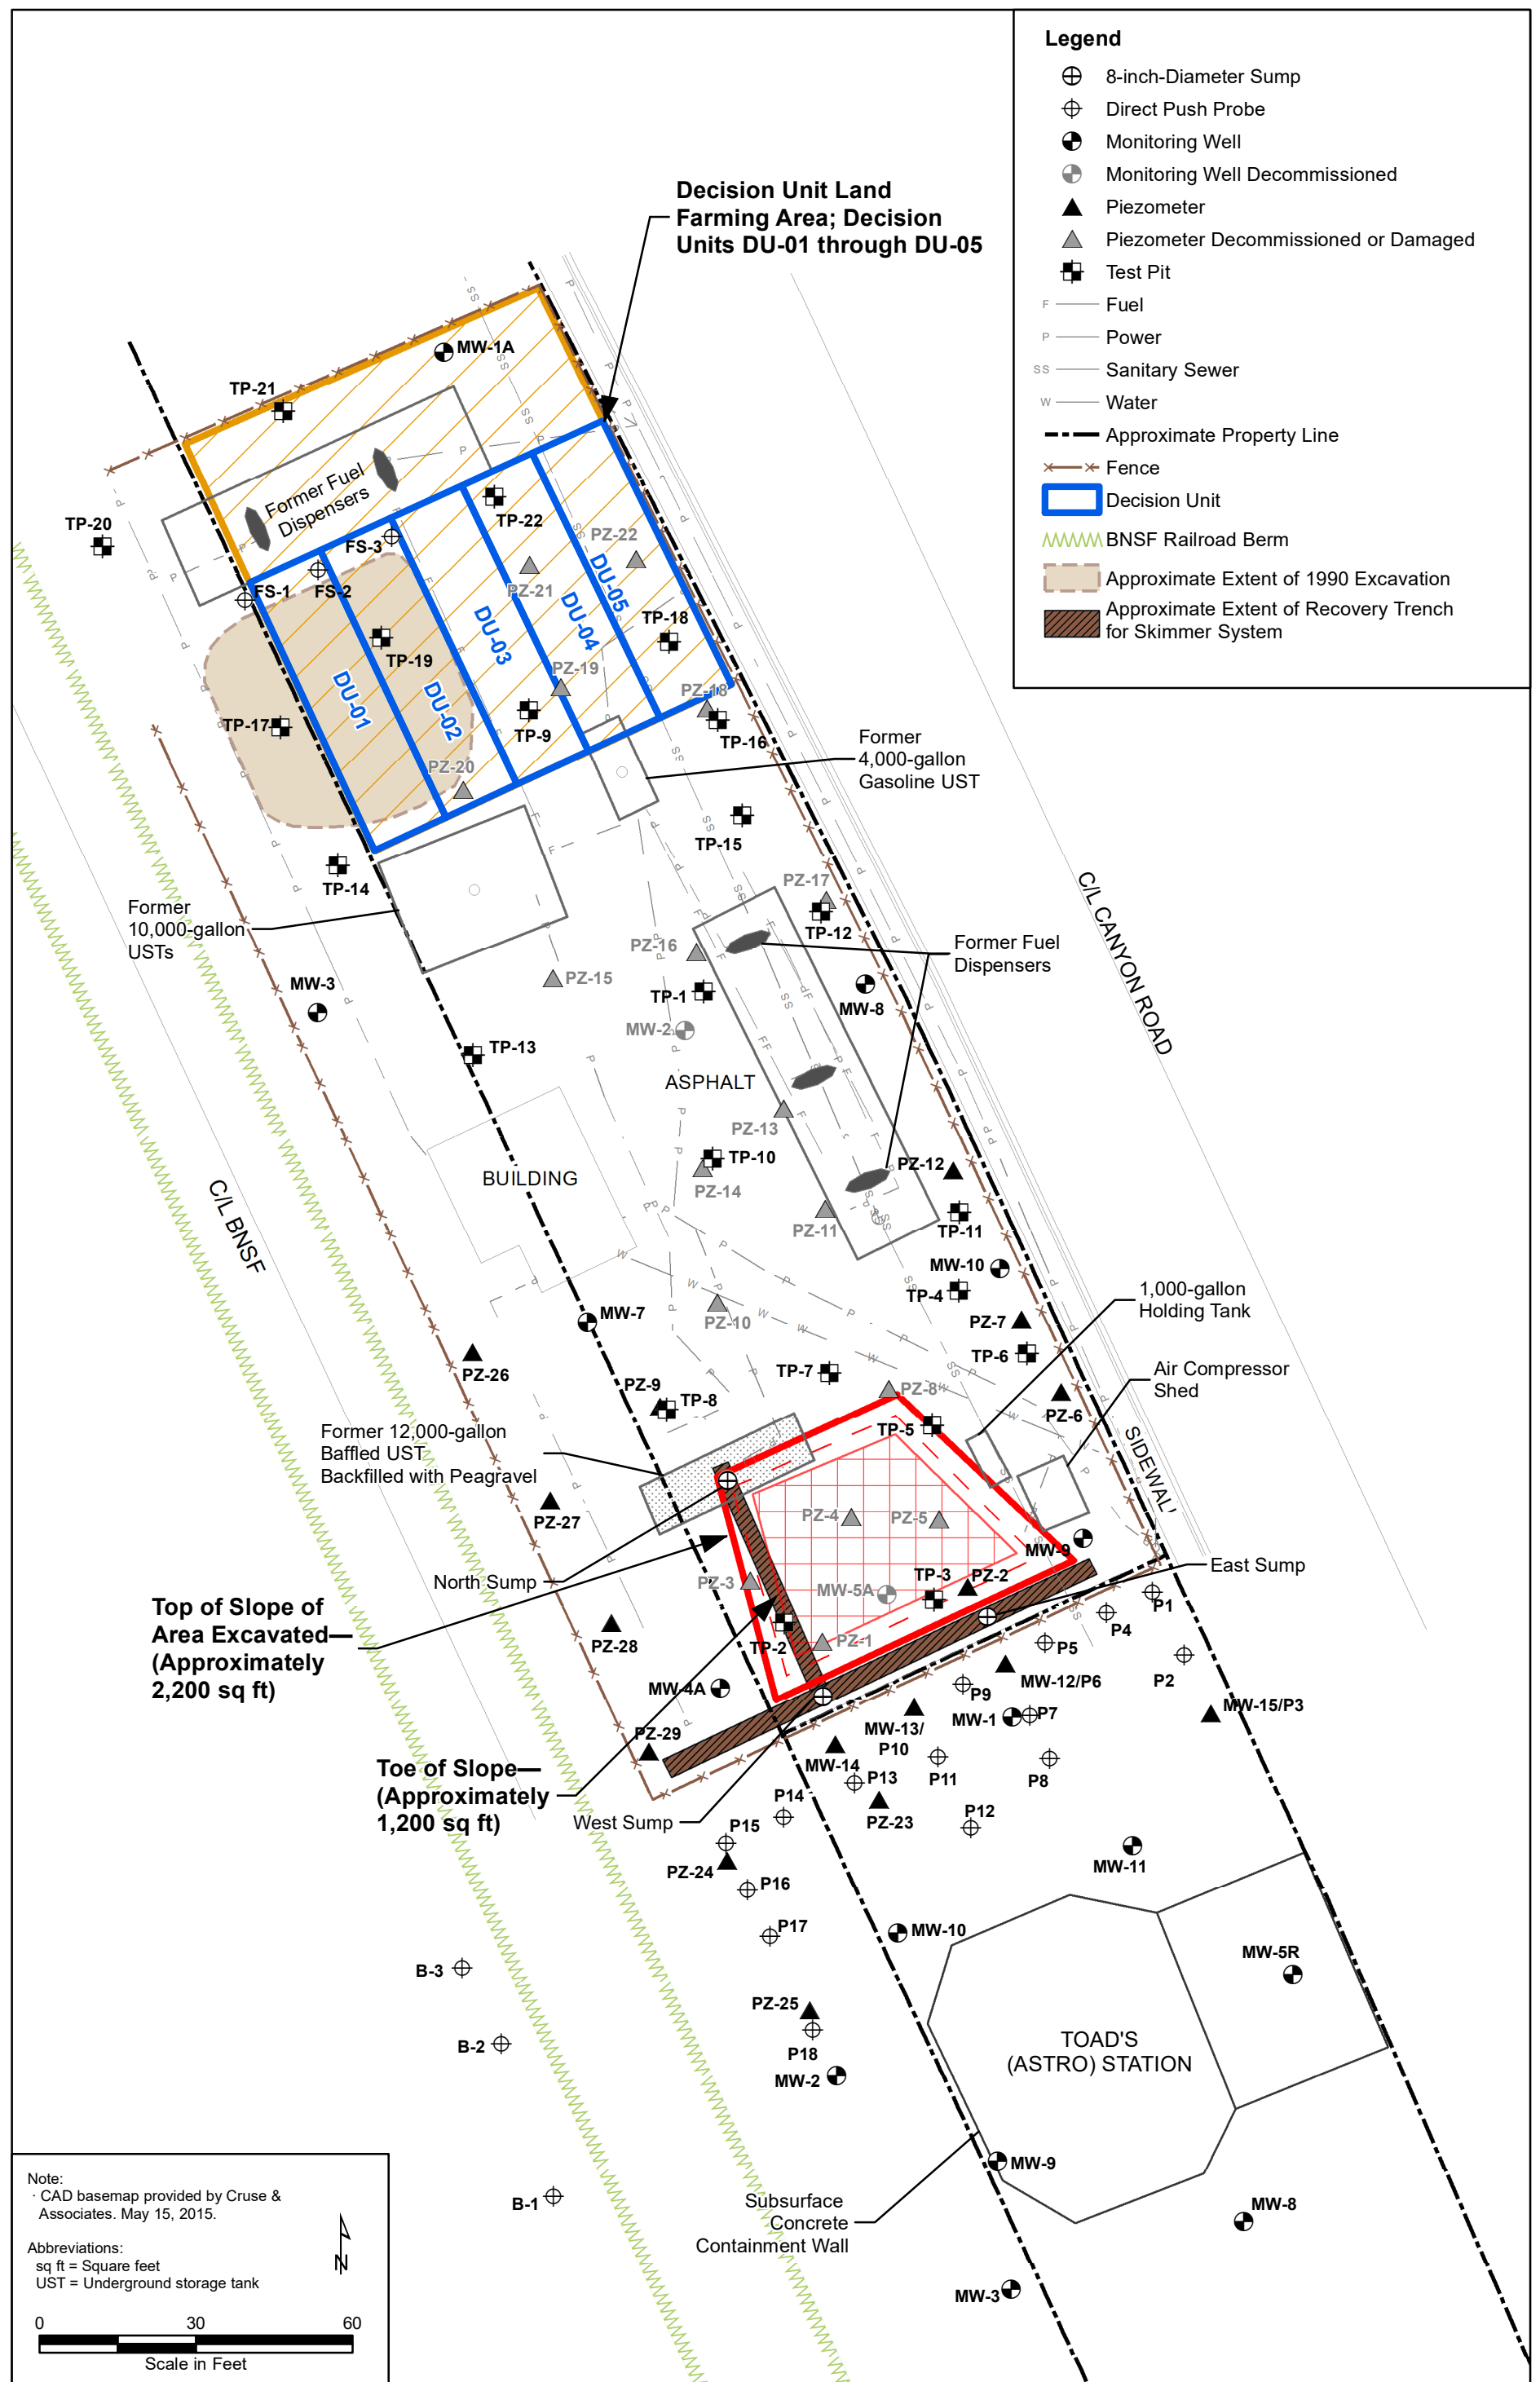 Legend
8-inch-Diameter Sump
Direct Push Probe
Monitoring Well
Monitoring Well Decommissioned
Piezometer
Piezometer Decommissioned or Damaged
Test Pit
F Fuel
P Power
SS Sanitary Sewer
W Water
Approximate Property Line
Fence
Decision Unit
BNSF Railroad Berm
Approximate Extent of 1990 Excavation
Approximate Extent of Recovery Trench
for Skimmer System
Decision Unit Land
Farming Area; Decision
Units DU-01 through DU-05
MW-1A
TP-21
Former Fuel
Dispensers
TP-20
TP-22
FS-3
PZ-22
FS-1
FS-2
PZ-21
DU-05
DU-04
DU-03
TP-18
TP-19
PZ-19
DU-01
DU-02
PZ-18
TP-17
TP-9
TP-16
PZ-20
Former
4,000-gallon
Gasoline UST
TP-15
TP-14
PZ-17
TP-12
Former
10,000-gallon
USTs
C/L CANYON ROAD
Former Fuel
Dispensers
PZ-16
PZ-15
TP-1
MW-3
MW-8
MW-2
TP-13
ASPHALT
PZ-13
TP-10
PZ-14
BUILDING
PZ-12
PZ-11
TP-11
C/L BNSF
MW-10
TP-4
1,000-gallon
Holding Tank
PZ-10
MW-7
PZ-7
TP-6
PZ-26
TP-7
PZ-8
Air Compressor
Shed
PZ-9
TP-8
PZ-6
TP-5
SIDEWAL
Former 12,000-gallon
Baffled UST
Backfilled with Peagravel
PZ-27
PZ-4
PZ-5
MW-9
North Sump
PZ-3
TP-3
PZ-2
MW-5A
East Sump
Top of Slope of
Area Excavated—
(Approximately
2,200 sq ft)
PZ-28
TP-2
PZ-1
P1
P4
P5
P2
MW-4A
P9
MW-12/P6
MW-1
P7
MW-15/P3
PZ-29
MW-13/
P10
MW-14
Toe of Slope—
(Approximately
1,200 sq ft)
P13
P11
P8
P14
West Sump
PZ-23
P12
P15
PZ-24
P16
MW-11
P17
MW-10
MW-5R
B-3
PZ-25
P18
B-2
MW-2
TOAD'S
(ASTRO) STATION
MW-9
B-1
Subsurface
Concrete
Containment Wall
MW-8
MW-3
Note:
· CAD basemap provided by Cruse &
Associates. May 15, 2015.
Abbreviations:
sq ft = Square feet
UST = Underground storage tank
N
0 30 60
Scale in Feet